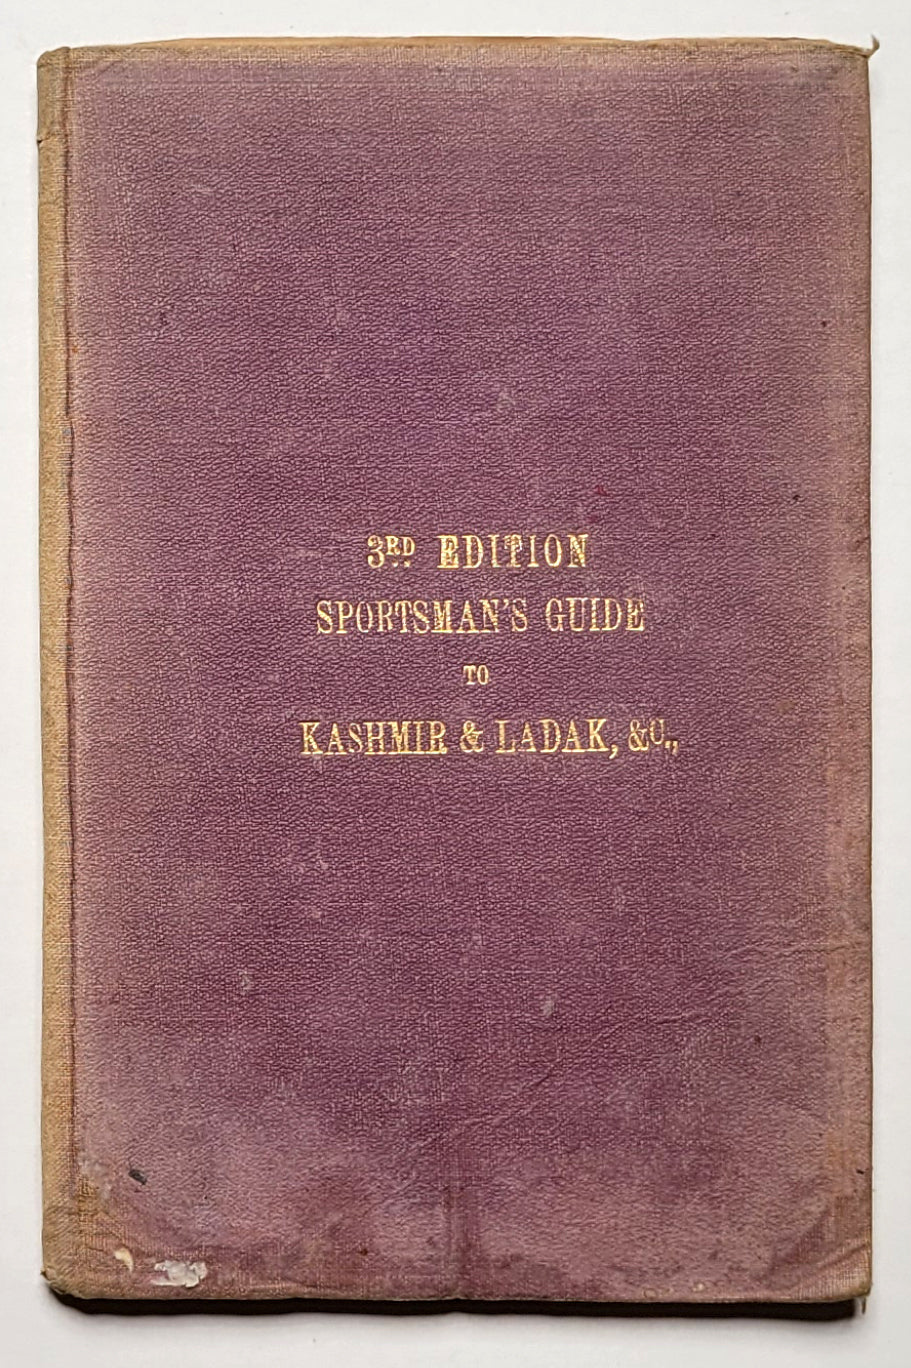 3RD EDITION
SPORTSMAN'S GUIDE
TO
KASHMIR & LADAK, &C.,